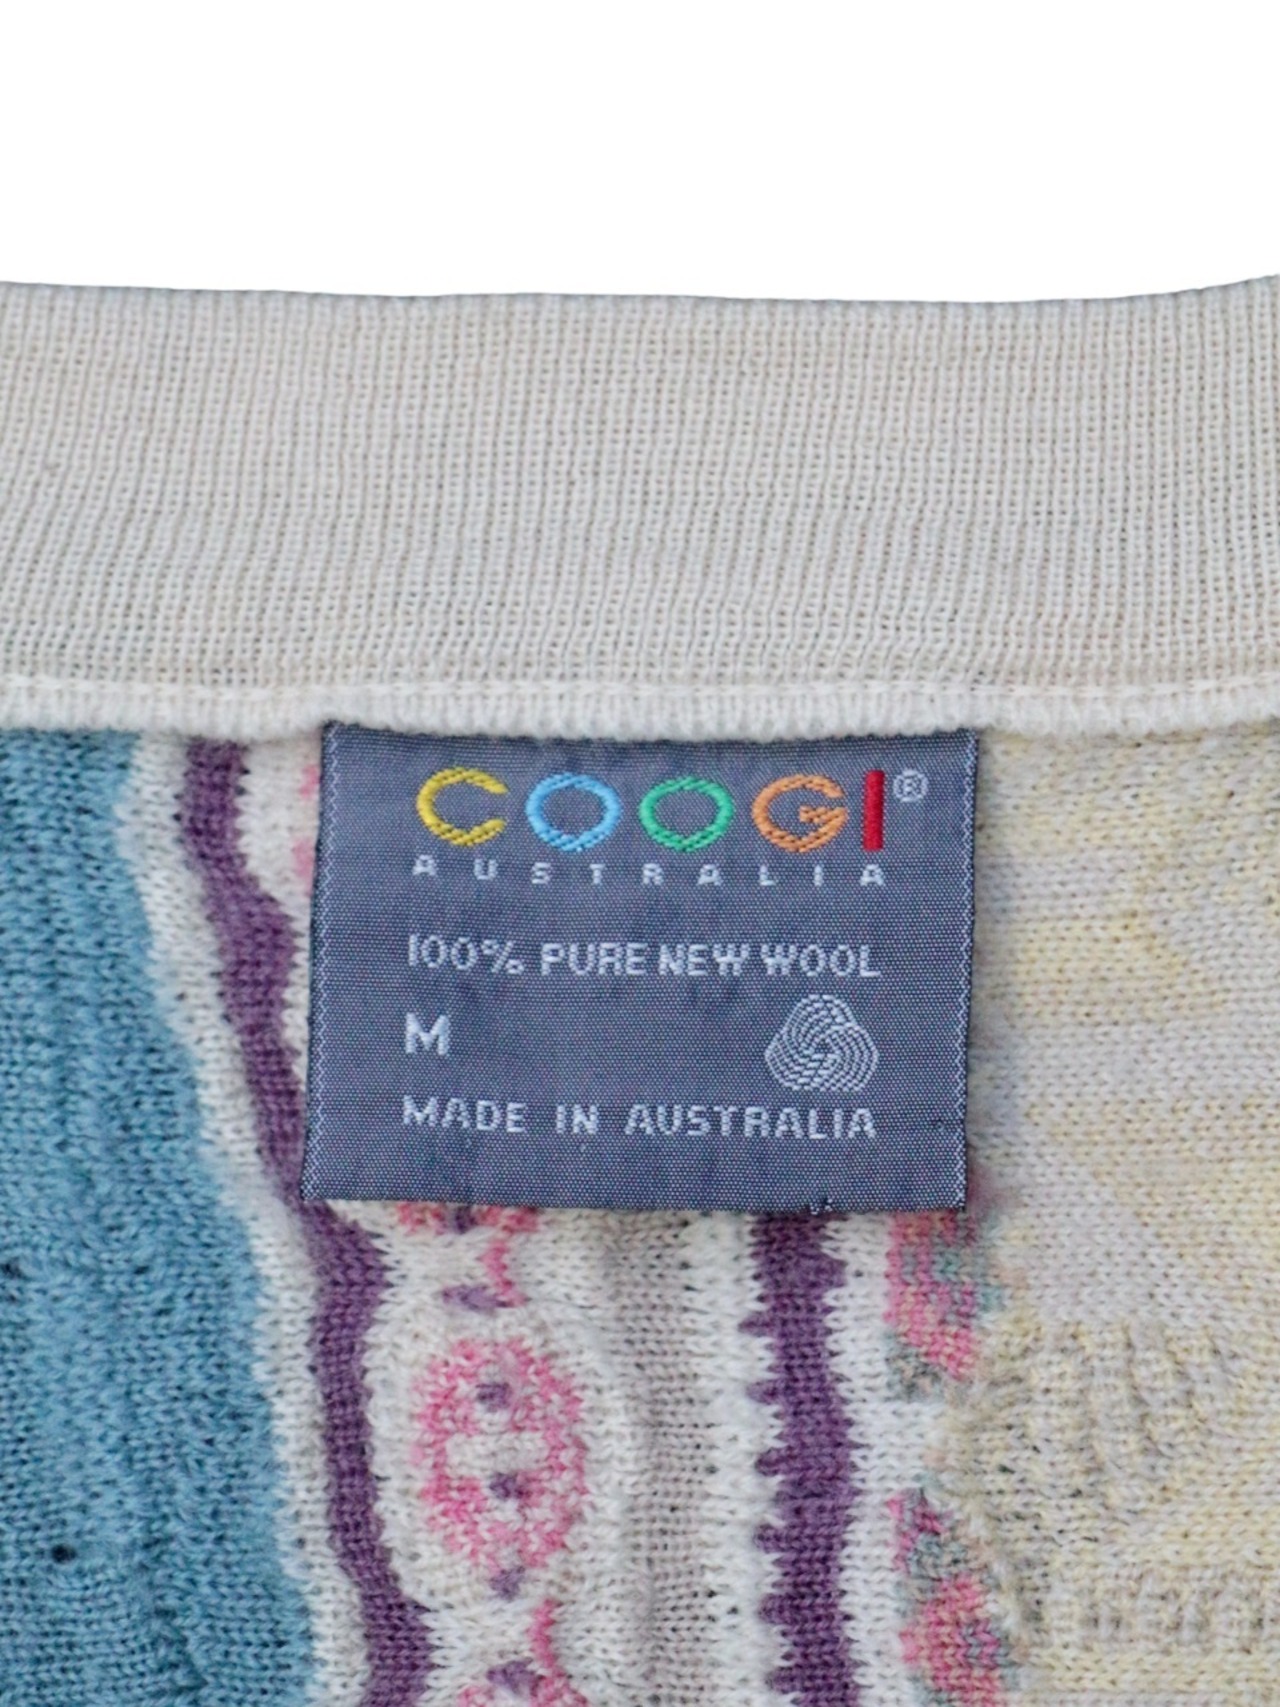 COOGI®
AUSTRALIA
100% PURE NEW WOOL
M
MADE IN AUSTRALIA